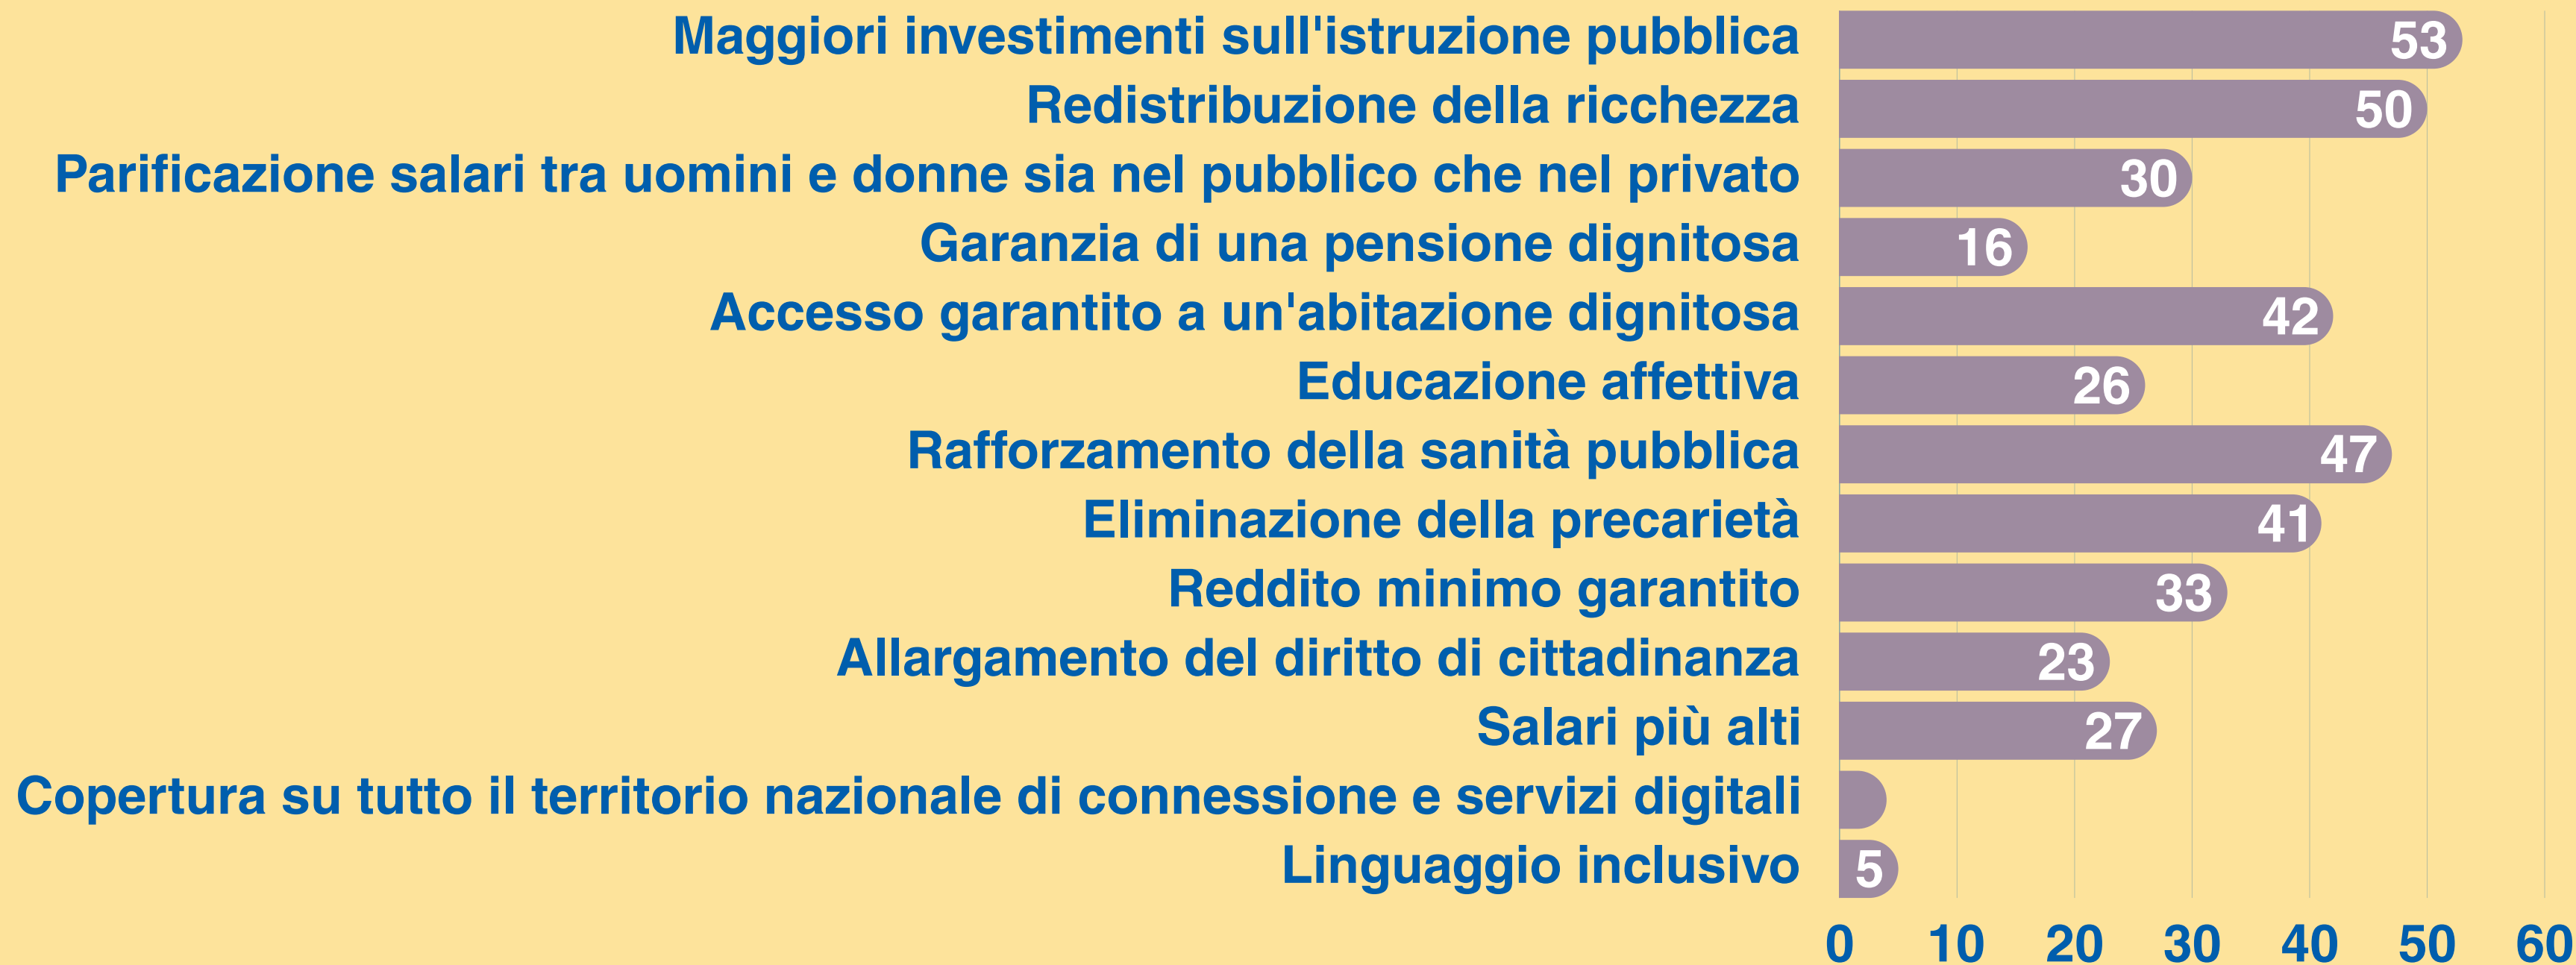 Maggiori investimenti sull'istruzione pubblica 53
Redistribuzione della ricchezza 50
Parificazione salari tra uomini e donne sia nel pubblico che nel privato 30
Garanzia di una pensione dignitosa 16
Accesso garantito a un'abitazione dignitosa 42
Educazione affettiva 26
Rafforzamento della sanità pubblica 47
Eliminazione della precarietà 41
Reddito minimo garantito 33
Allargamento del diritto di cittadinanza 23
Salari più alti 27
Copertura su tutto il territorio nazionale di connessione e servizi digitali
Linguaggio inclusivo 5
0 10 20 30 40 50 60